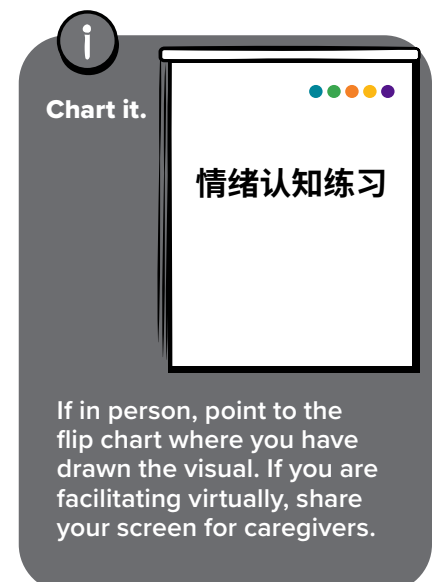 Chart it.
情绪认知练习
If in person, point to the
flip chart where you have
drawn the visual. If you are
facilitating virtually, share
your screen for caregivers.